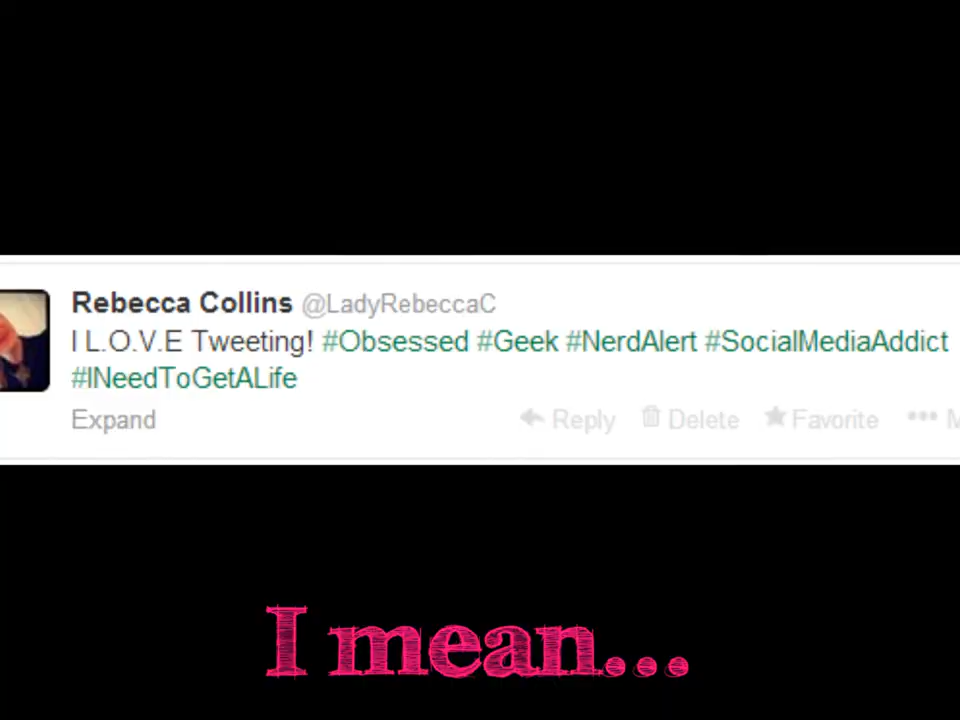 Rebecca Collins @LadyRebeccaC
I L.O.V.E Tweeting! #Obsessed #Geek #NerdAlert #SocialMediaAddict
#INeedToGetALife
Expand Reply Delete Favorite
I mean...